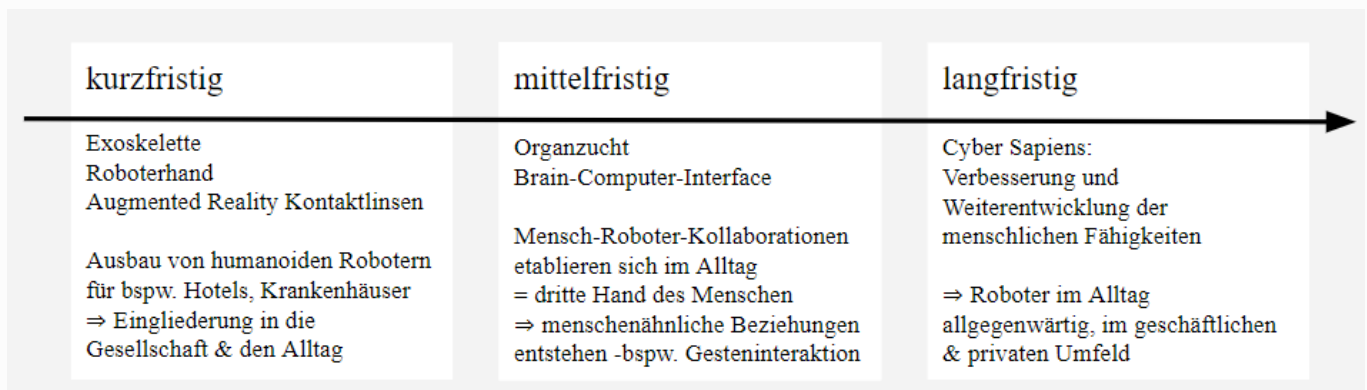 kurzfristig
Exoskelette
Roboterhand
Augmented Reality Kontaktlinsen
Ausbau von humanoiden Robotern
für bspw. Hotels, Krankenhäuser
⇒ Eingliederung in die
Gesellschaft & den Alltag
mittelfristig
Organzucht
Brain-Computer-Interface
Mensch-Roboter-Kollaborationen
etablieren sich im Alltag
= dritte Hand des Menschen
⇒ menschenähnliche Beziehungen
entstehen -bspw. Gesteninteraktion
langfristig
Cyber Sapiens:
Verbesserung und
Weiterentwicklung der
menschlichen Fähigkeiten
⇒ Roboter im Alltag
allgegenwärtig, im geschäftlichen
& privaten Umfeld